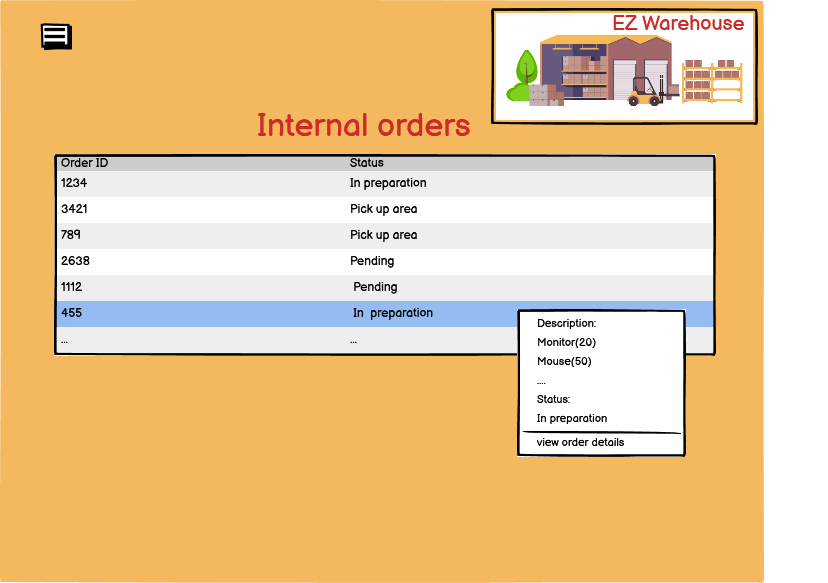 EZ Warehouse
Internal orders
Order ID Status
1234 In preparation
3421 Pick up area
789 Pick up area
2638 Pending
1112 Pending
455 In preparation
... ...
Description:
Monitor(20)
Mouse(50)
....
Status:
In preparation
view order details